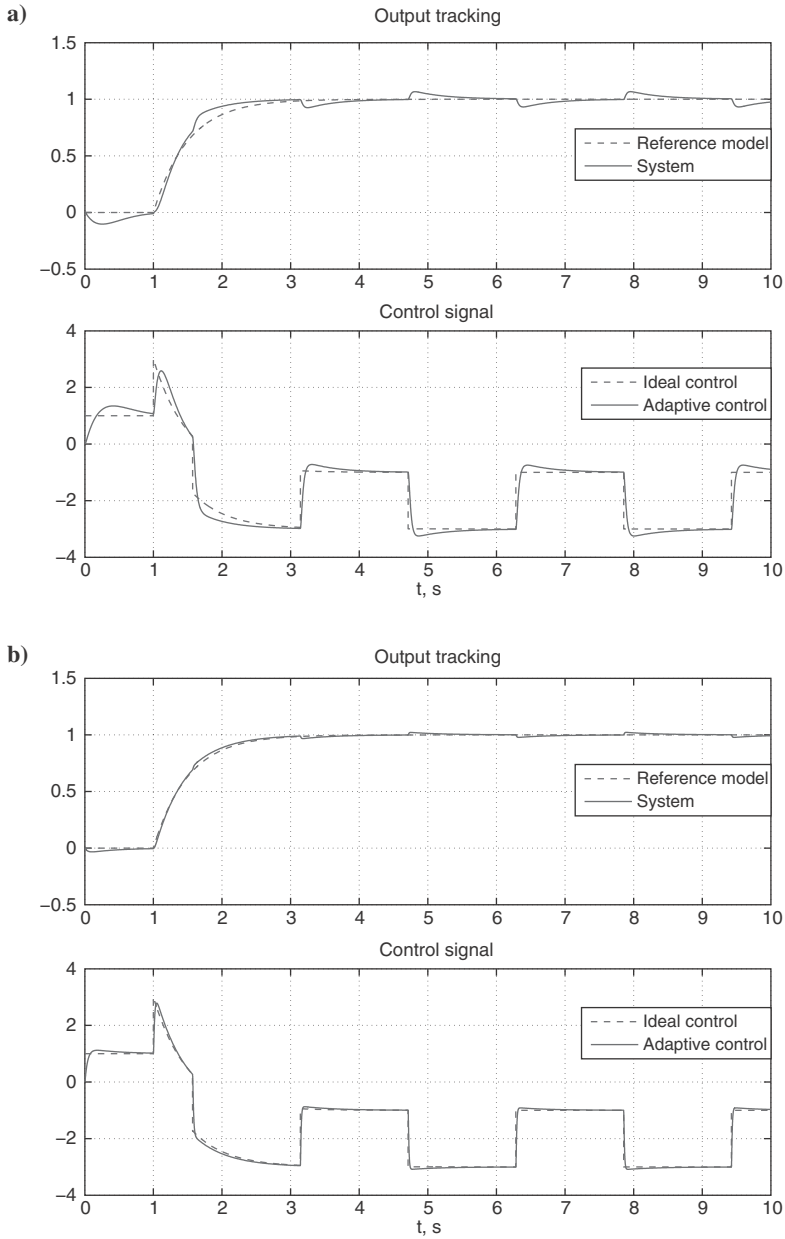 a)
Output tracking
1.5
1
0.5
0
−0.5
Reference model
System
0 1 2 3 4 5 6 7 8 9 10
Control signal
4
2
0
−2
−4
Ideal control
Adaptive control
0 1 2 3 4 5 6 7 8 9 10
t, s
b)
Output tracking
1.5
1
0.5
0
−0.5
Reference model
System
0 1 2 3 4 5 6 7 8 9 10
Control signal
4
2
0
−2
−4
Ideal control
Adaptive control
0 1 2 3 4 5 6 7 8 9 10
t, s